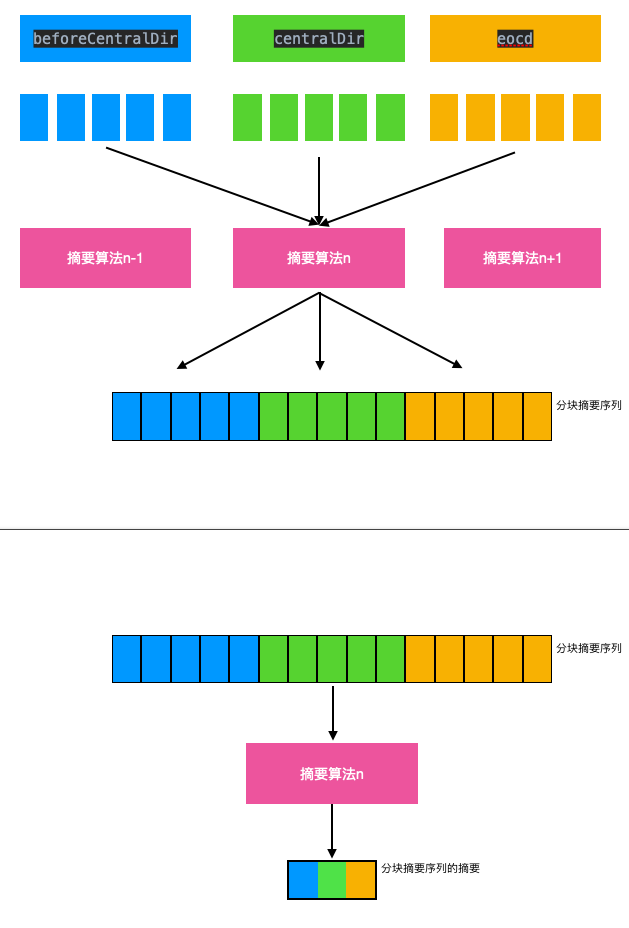 beforeCentralDir
centralDir
eocd
摘要算法n-1
摘要算法n
摘要算法n+1
分块摘要序列
分块摘要序列
摘要算法n
分块摘要序列的摘要